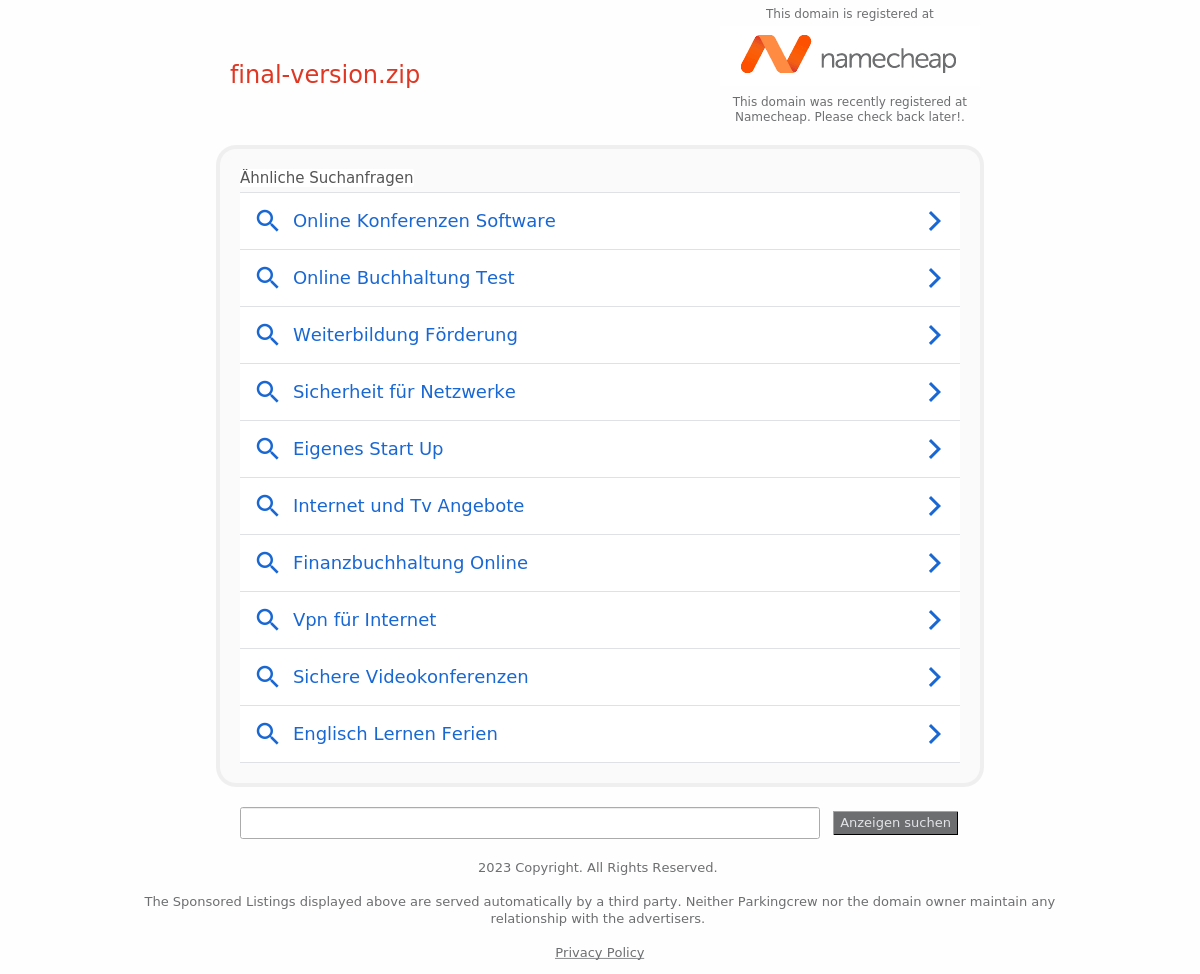 This domain is registered at
namecheap
final-version.zip
This domain was recently registered at
Namecheap. Please check back later!.
Ähnliche Suchanfragen
Online Konferenzen Software
Online Buchhaltung Test
Weiterbildung Förderung
Sicherheit für Netzwerke
Eigenes Start Up
Internet und Tv Angebote
Finanzbuchhaltung Online
Vpn für Internet
Sichere Videokonferenzen
Englisch Lernen Ferien
Anzeigen suchen
2023 Copyright. All Rights Reserved.
The Sponsored Listings displayed above are served automatically by a third party. Neither Parkingcrew nor the domain owner maintain any
relationship with the advertisers.
Privacy Policy